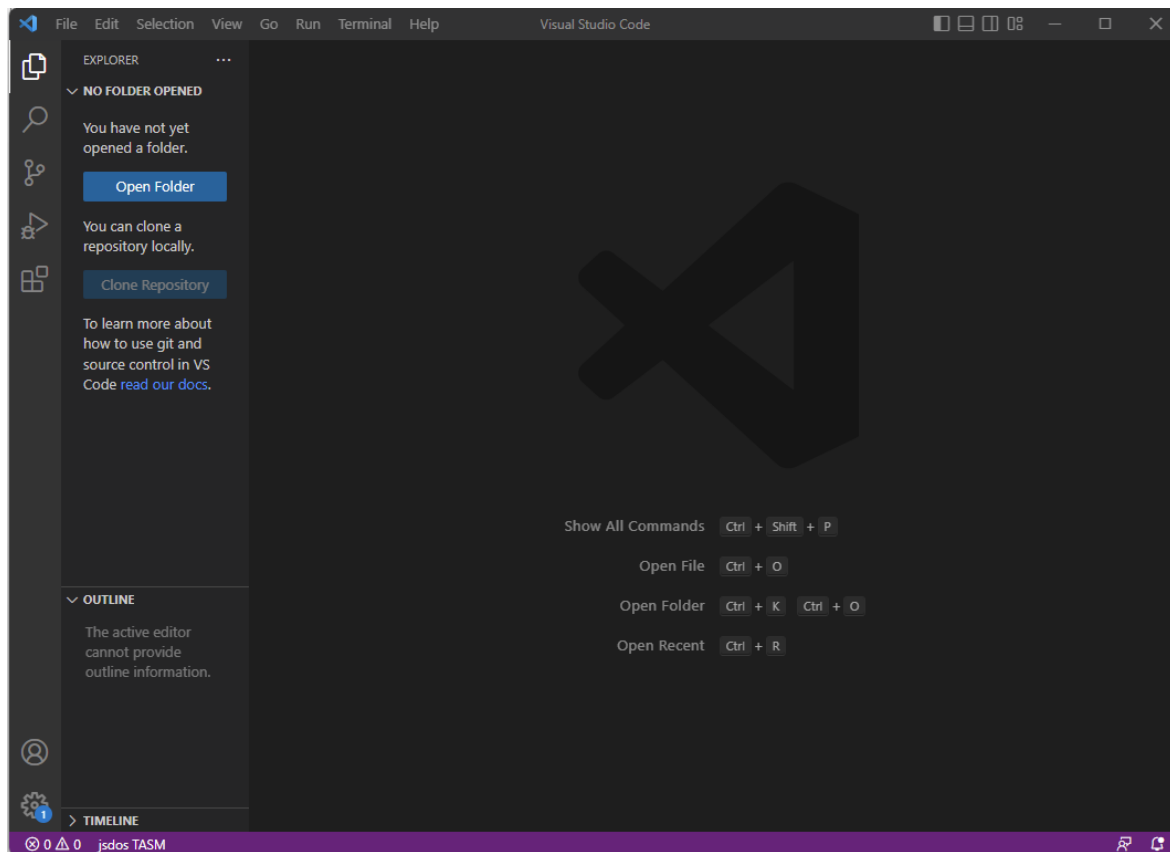 File Edit Selection View Go Run Terminal Help Visual Studio Code
EXPLORER
NO FOLDER OPENED
You have not yet
opened a folder.
Open Folder
You can clone a
repository locally.
Clone Repository
To learn more about
how to use git and
source control in VS
Code read our docs.
Show All Commands Ctrl + Shift + P
Open File Ctrl + O
Open Folder Ctrl + K Ctrl + O
Open Recent Ctrl + R
OUTLINE
The active editor
cannot provide
outline information.
1
TIMELINE
0 0 jsdos TASM